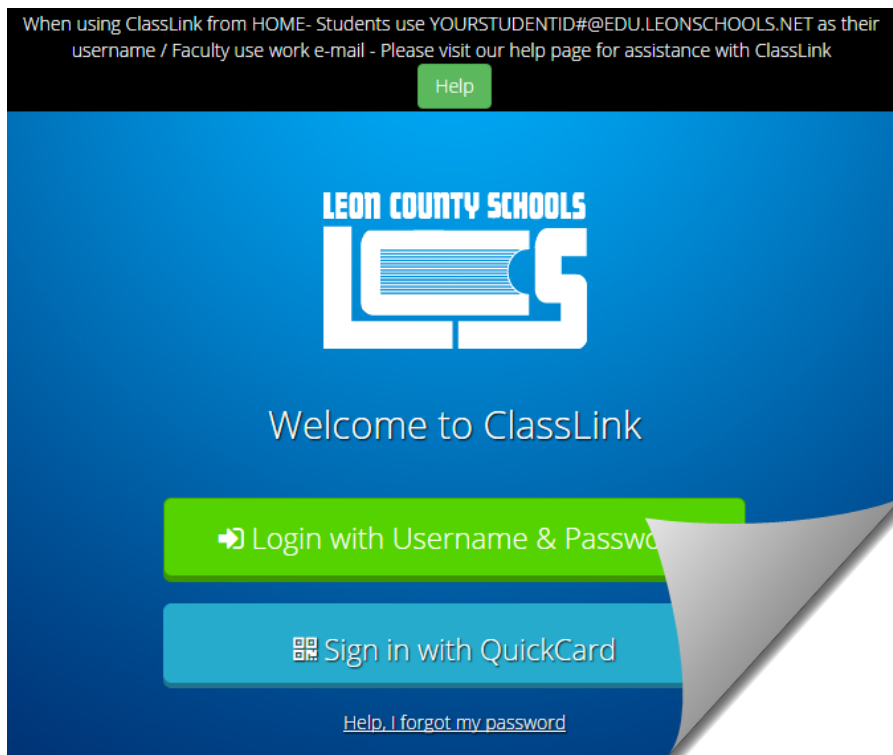 When using ClassLink from HOME- Students use YOURSTUDENTID#@EDU.LEONSCHOOLS.NET as their
username / Faculty use work e-mail - Please visit our help page for assistance with ClassLink
Help
LEON COUNTY SCHOOLS
LCS
Welcome to ClassLink
Login with Username &
Sign in with QuickCard
Help, I forgot my password